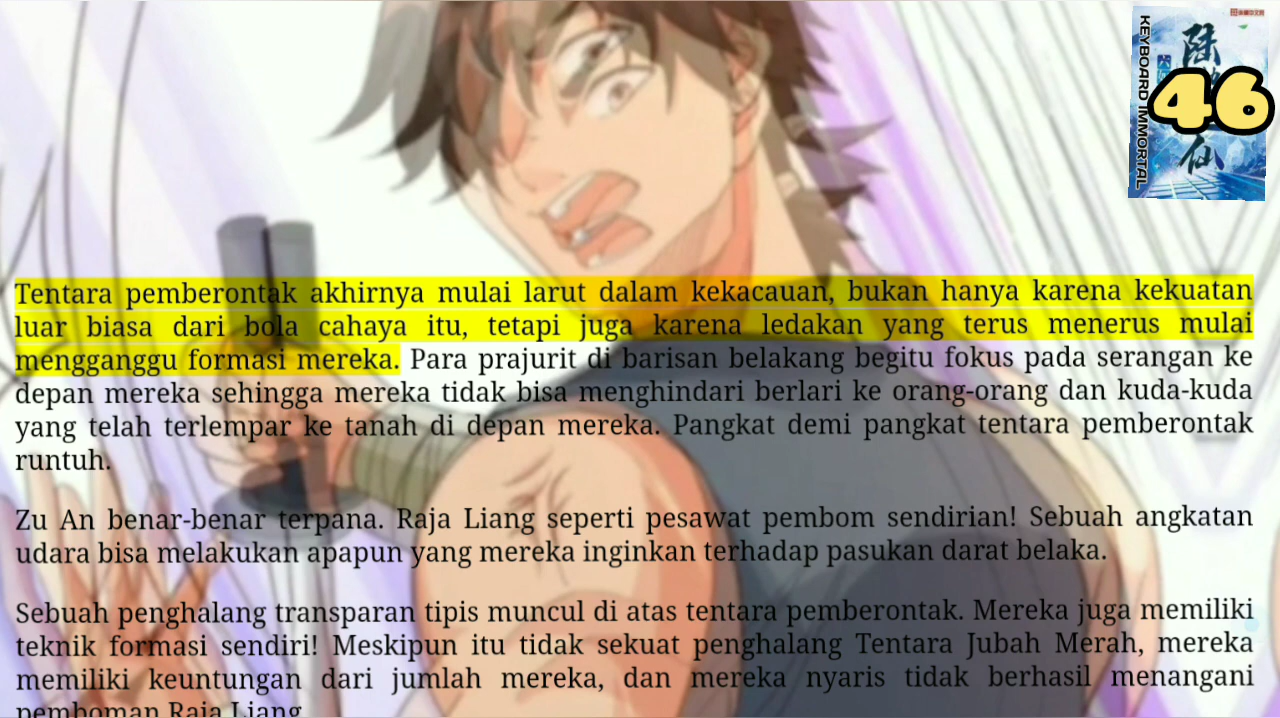 KEYBOARD IMMORTAL
46
Tentara pemberontak akhirnya mulai larut dalam kekacauan, bukan hanya karena kekuatan
luar biasa dari bola cahaya itu, tetapi juga karena ledakan yang terus menerus mulai
mengganggu formasi mereka. Para prajurit di barisan belakang begitu fokus pada serangan ke
depan mereka sehingga mereka tidak bisa menghindari berlari ke orang-orang dan kuda-kuda
yang telah terlempar ke tanah di depan mereka. Pangkat demi pangkat tentara pemberontak
runtuh.
Zu An benar-benar terpana. Raja Liang seperti pesawat pembom sendirian! Sebuah angkatan
udara bisa melakukan apapun yang mereka inginkan terhadap pasukan darat belaka.
Sebuah penghalang transparan tipis muncul di atas tentara pemberontak. Mereka juga memiliki
teknik formasi sendiri! Meskipun itu tidak sekuat penghalang Tentara Jubah Merah, mereka
memiliki keuntungan dari jumlah mereka, dan mereka nyaris tidak berhasil menangani
pemboman Raja Liang.